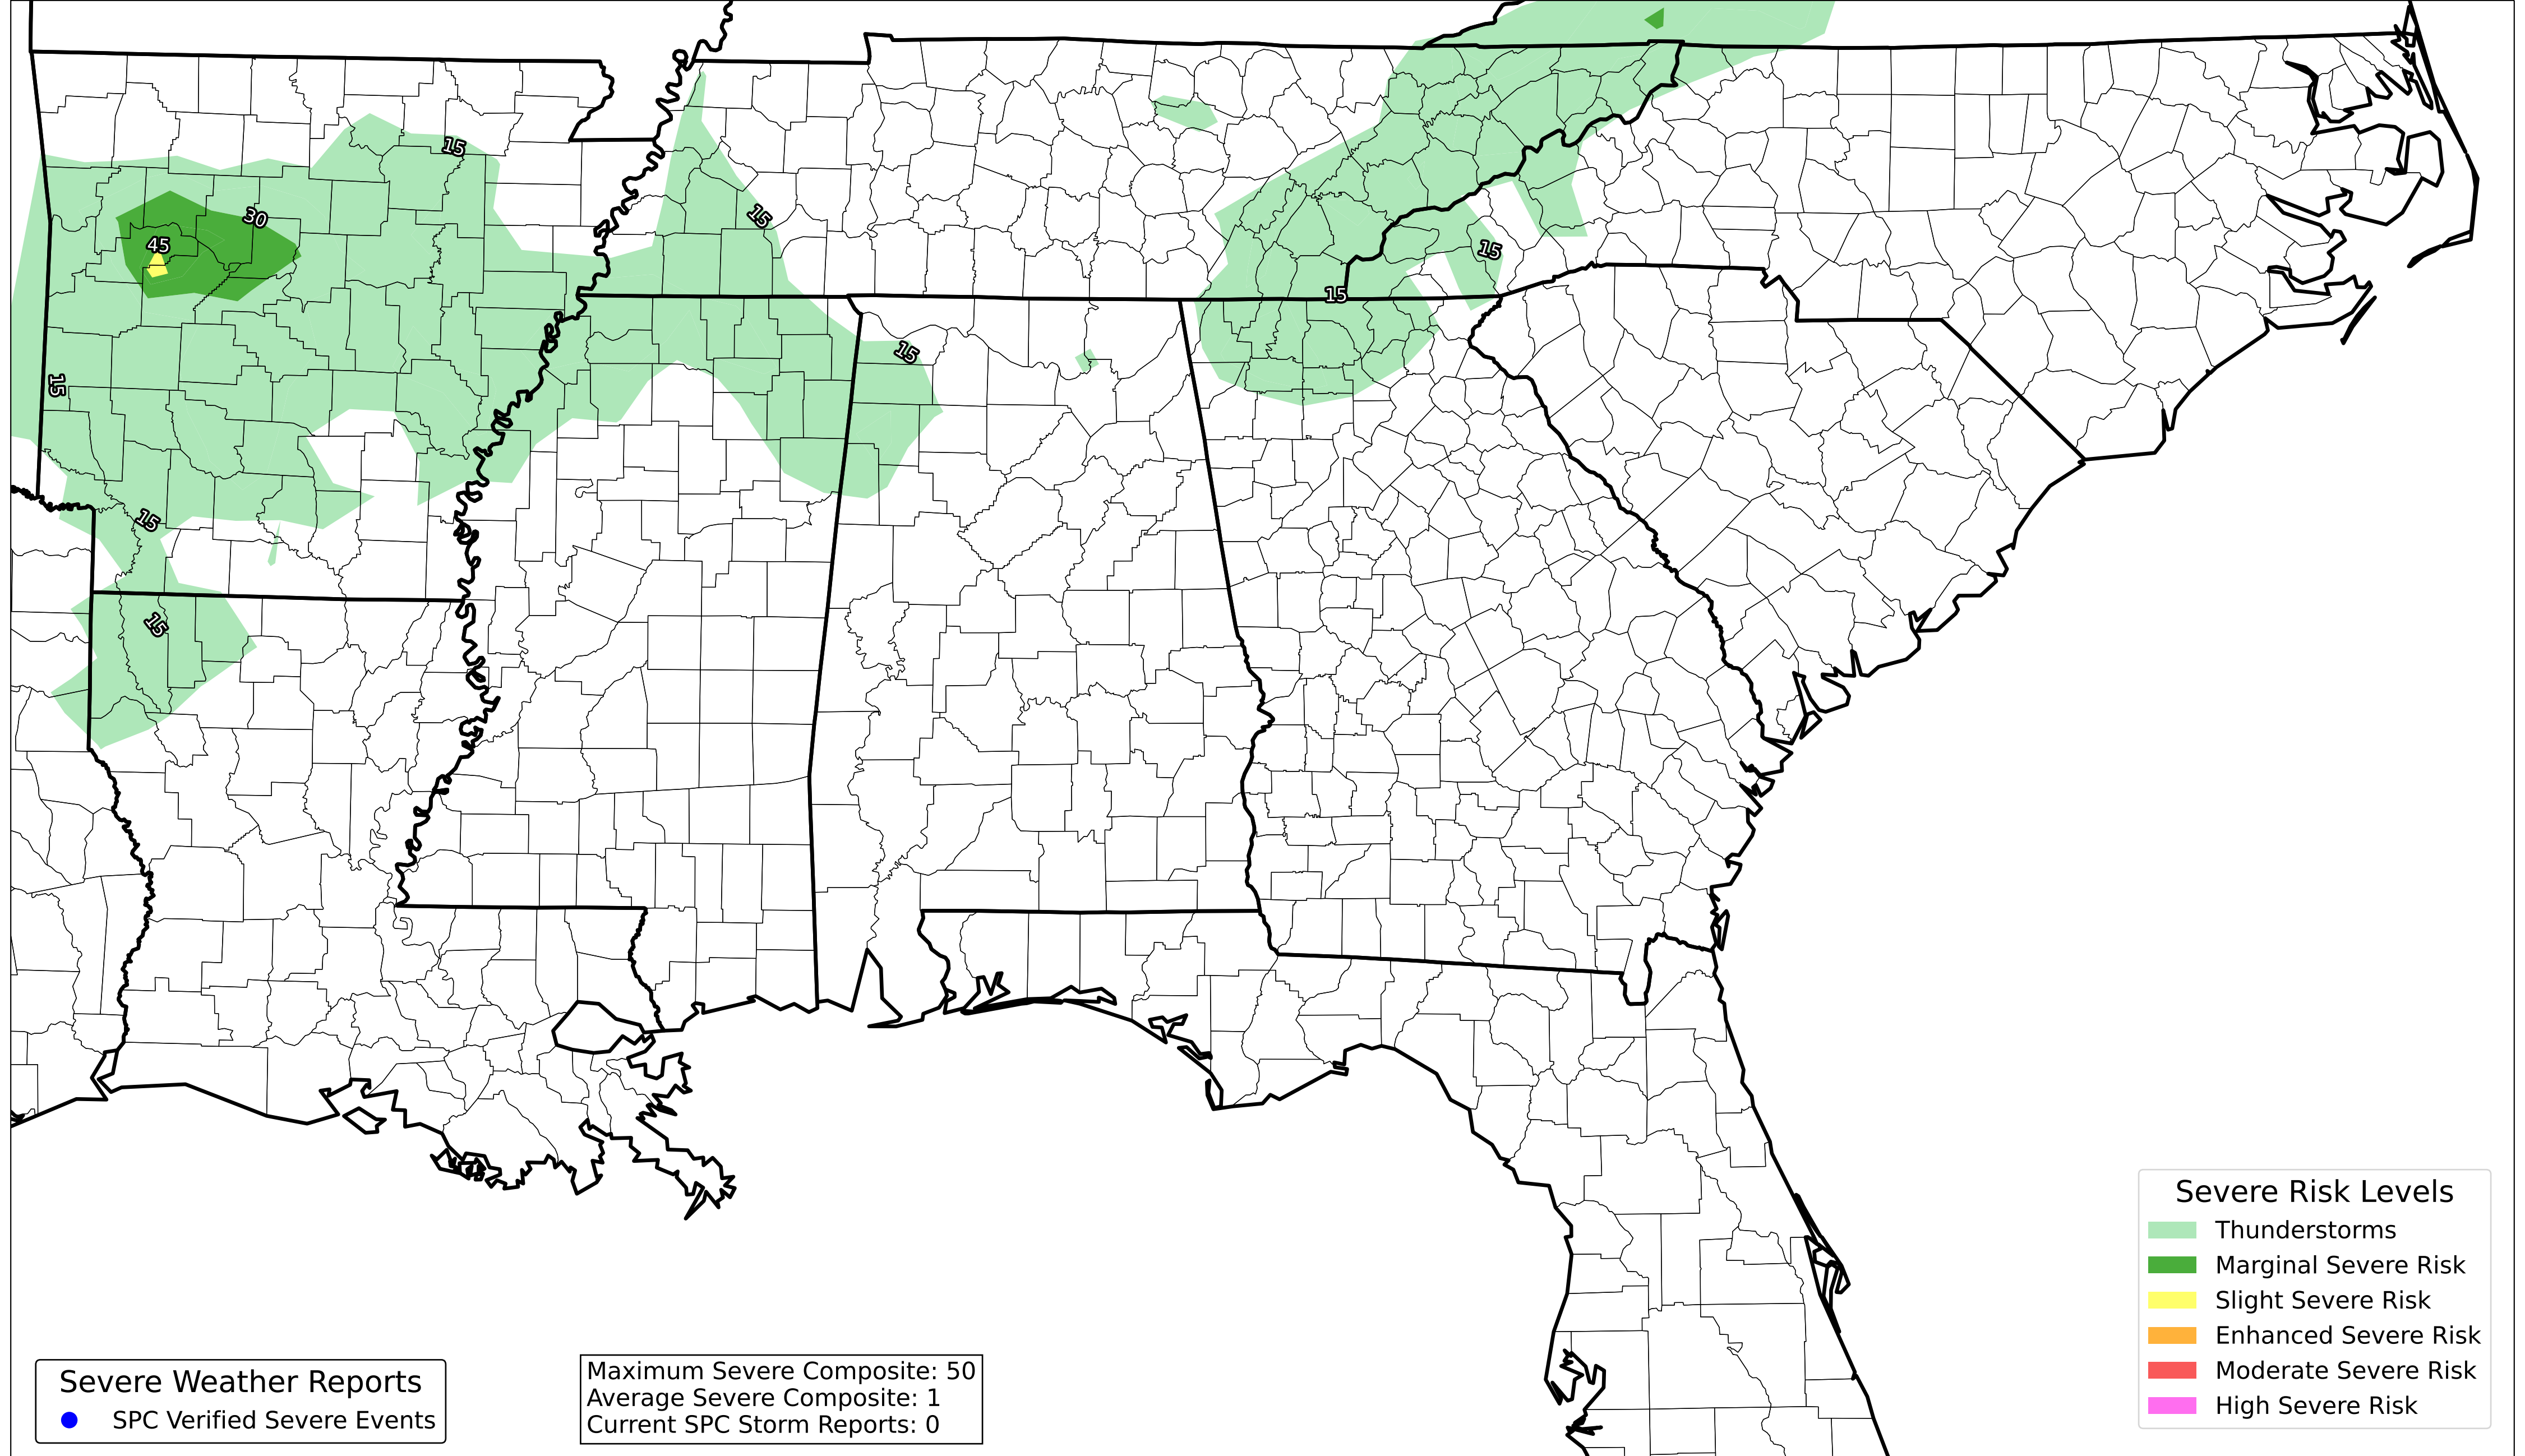 15
30
15
45
15
15
15
15
15
15
15
Severe Risk Levels
Thunderstorms
Marginal Severe Risk
Slight Severe Risk
Enhanced Severe Risk
Moderate Severe Risk
High Severe Risk
Severe Weather Reports
SPC Verified Severe Events
Maximum Severe Composite: 50
Average Severe Composite: 1
Current SPC Storm Reports: 0